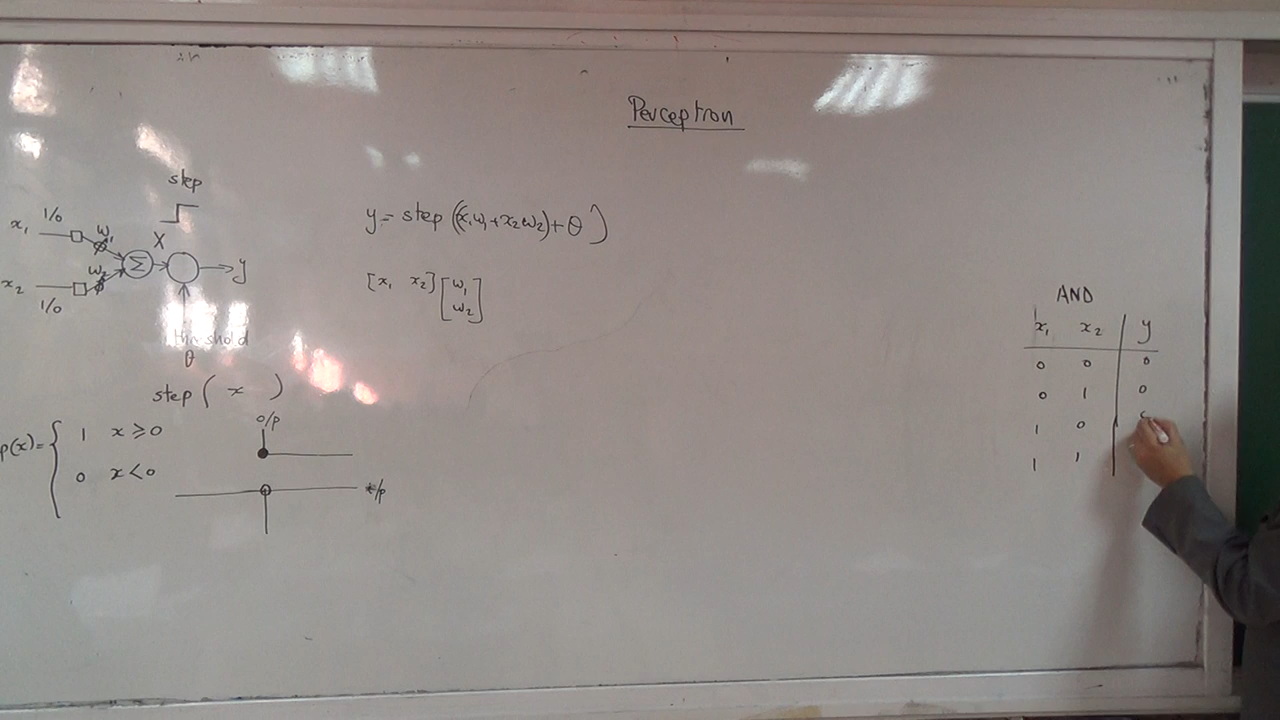 Perceptron
step
x₁ 1/0 w₁
X
Σ y
x₂ 1/0 w₂
threshold
θ
step ( x )
p(x) = { 1 x ≥ 0
0 x < 0
o/p
y = step ((x₁w₁ + x₂w₂) + θ )
[x₁ x₂] [w₁
w₂]
AND
x₁ x₂ y
0 0 0
0 1 0
1 0
1 1